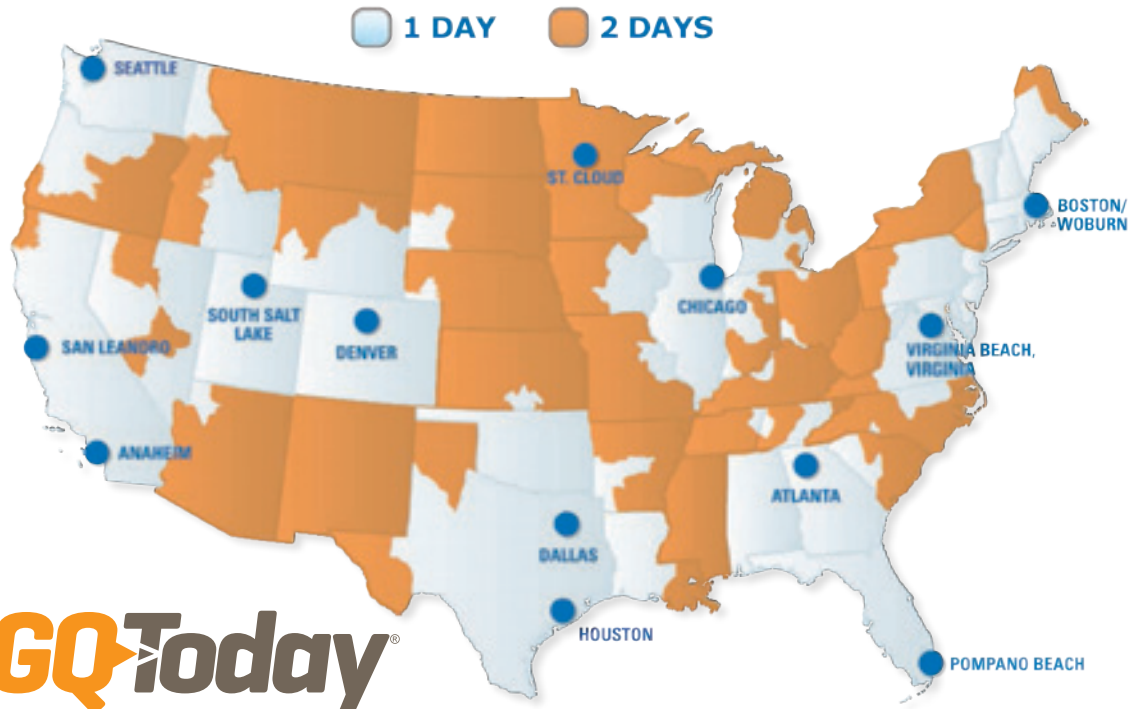 1 DAY
2 DAYS
SEATTLE
ST. CLOUD
BOSTON/
WOBURN
SOUTH SALT
LAKE
CHICAGO
DENVER
SAN LEANDRO
VIRGINIA BEACH,
VIRGINIA
ANAHEIM
ATLANTA
DALLAS
HOUSTON
POMPANO BEACH
GQToday®